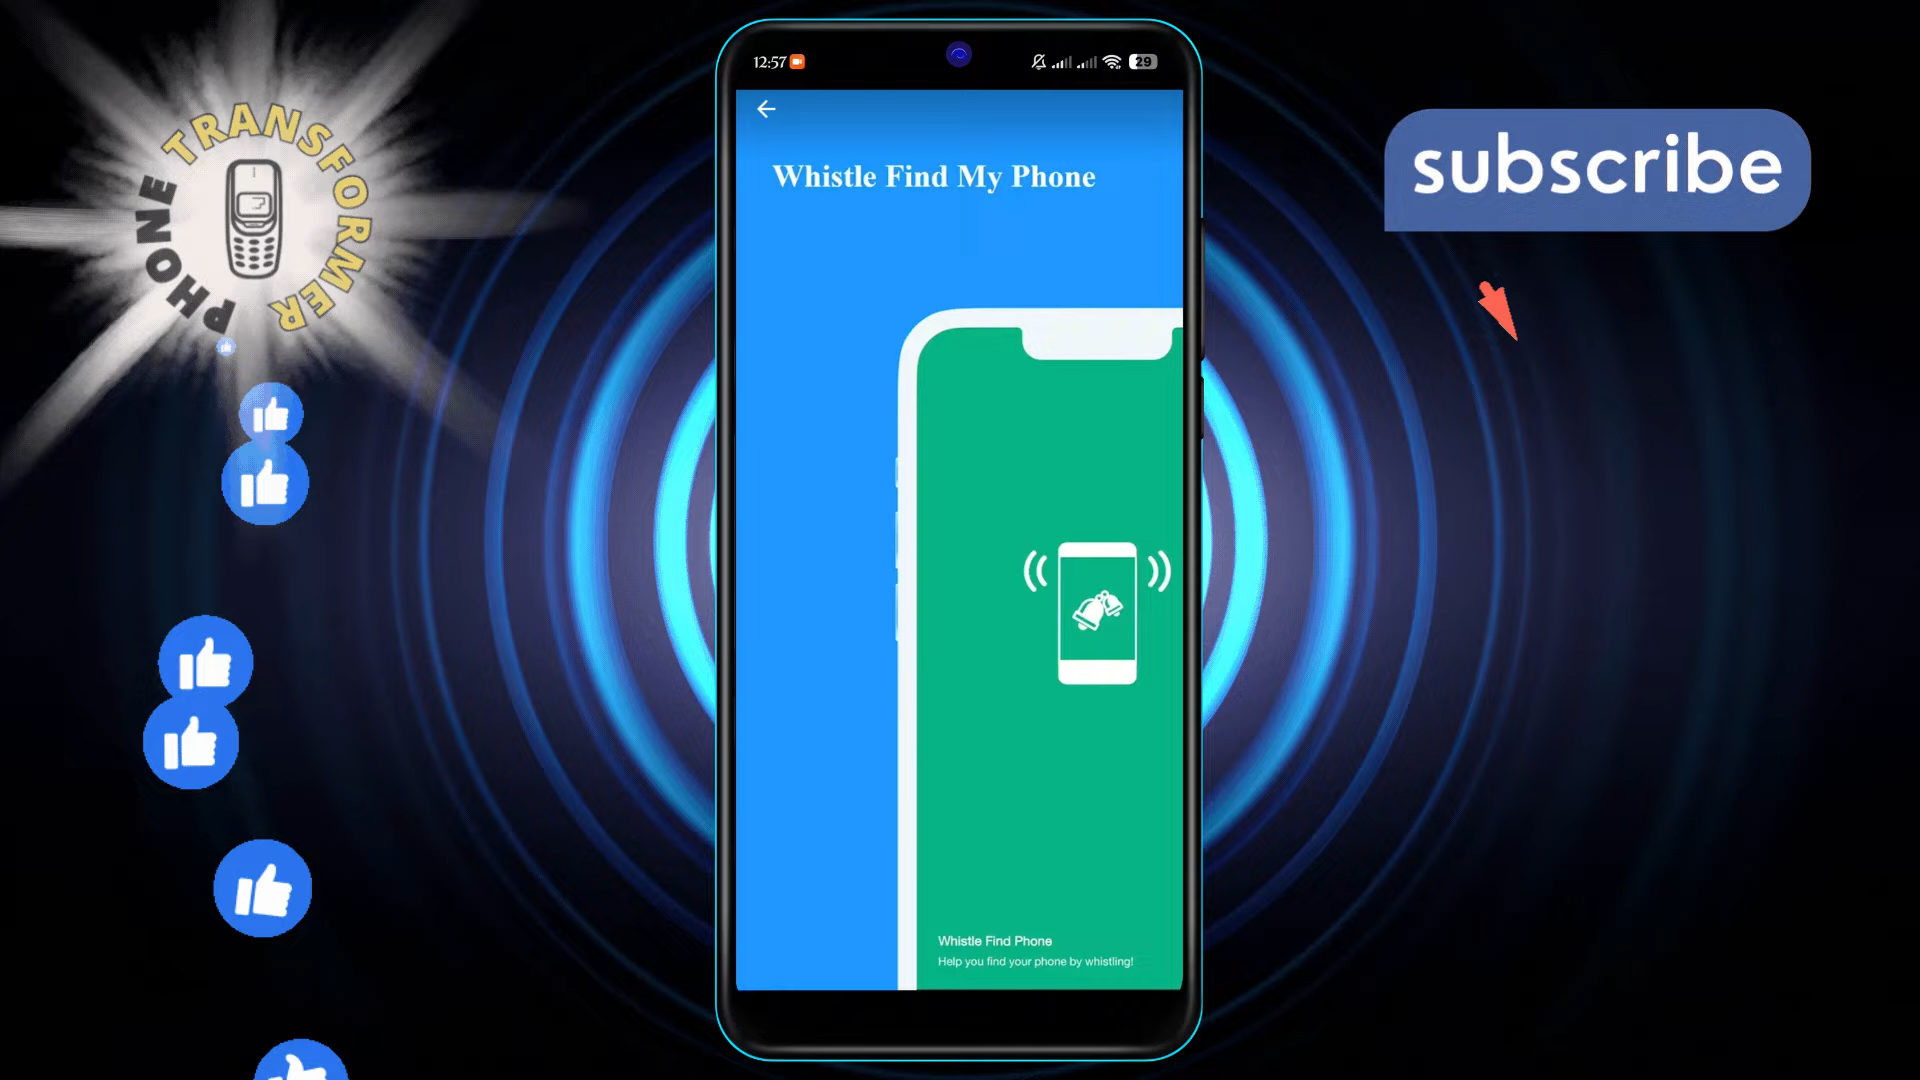 PHONE TRANSFORMER
12:57
29
Whistle Find My Phone
subscribe
Whistle Find Phone
Help you find your phone by whistling!